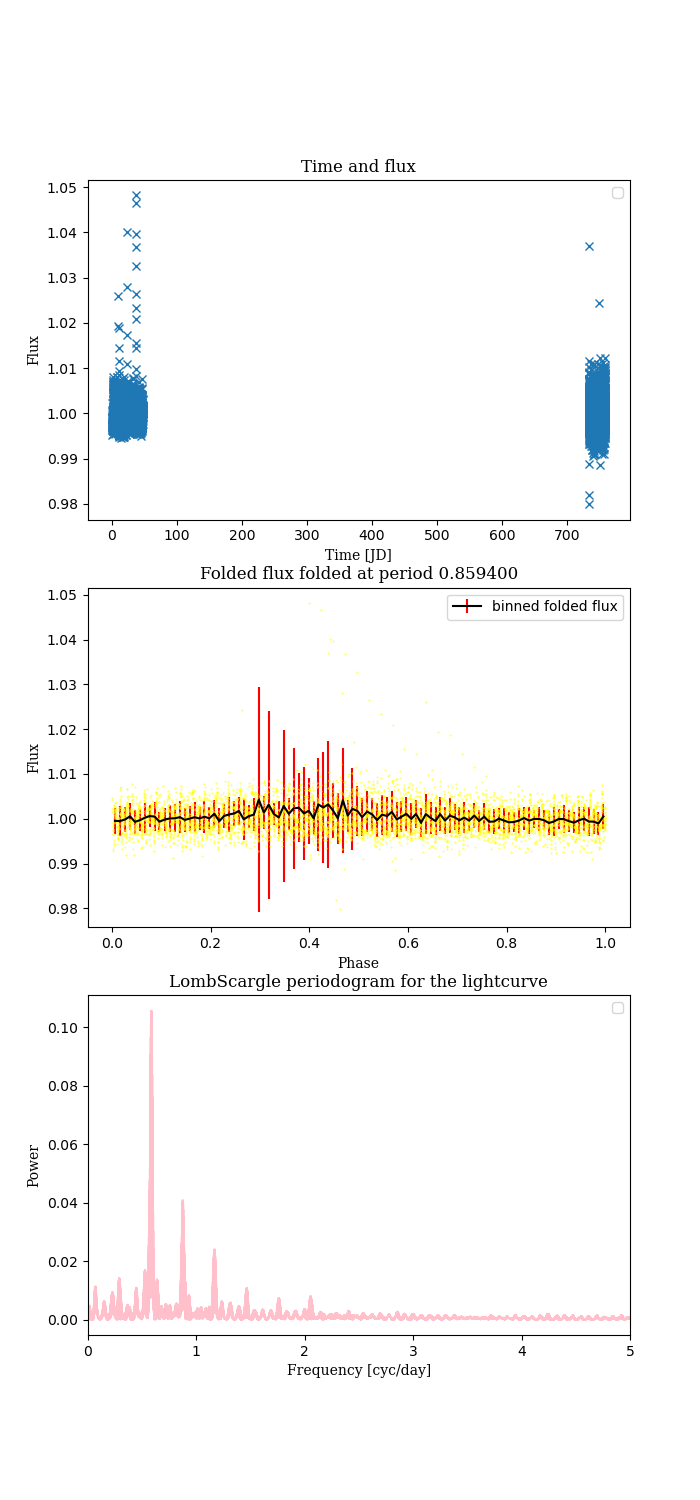 Time and flux
1.05
1.04
1.03
1.02
1.01
1.00
0.99
0.98
Flux
0 100 200 300 400 500 600 700
Time [JD]
Folded flux folded at period 0.859400
binned folded flux
1.05
1.04
1.03
1.02
1.01
1.00
0.99
0.98
Flux
0.0 0.2 0.4 0.6 0.8 1.0
Phase
LombScargle periodogram for the lightcurve
0.10
0.08
0.06
0.04
0.02
0.00
Power
0 1 2 3 4 5
Frequency [cyc/day]